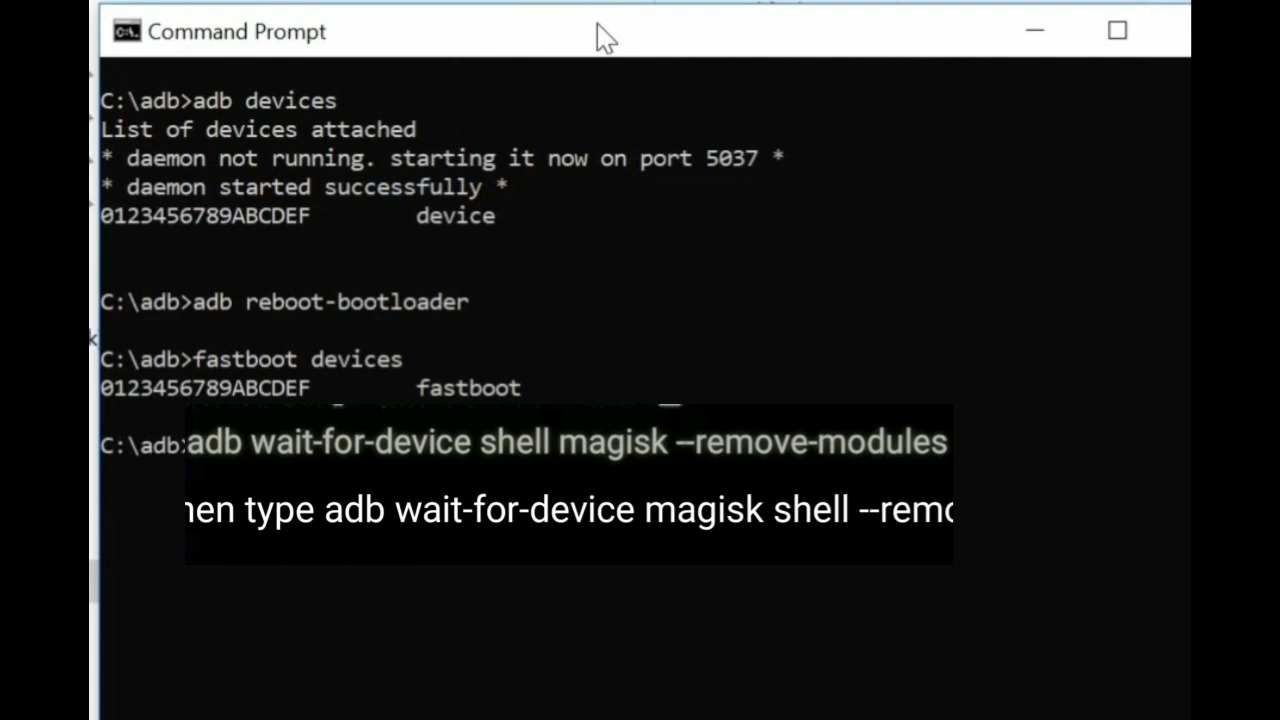 Command Prompt
C:\adb>adb devices
List of devices attached
* daemon not running. starting it now on port 5037 *
* daemon started successfully *
0123456789ABCDEF device
C:\adb>adb reboot-bootloader
C:\adb>fastboot devices
0123456789ABCDEF fastboot
C:\adb>adb wait-for-device shell magisk --remove-modules
type adb wait-for-device magisk shell